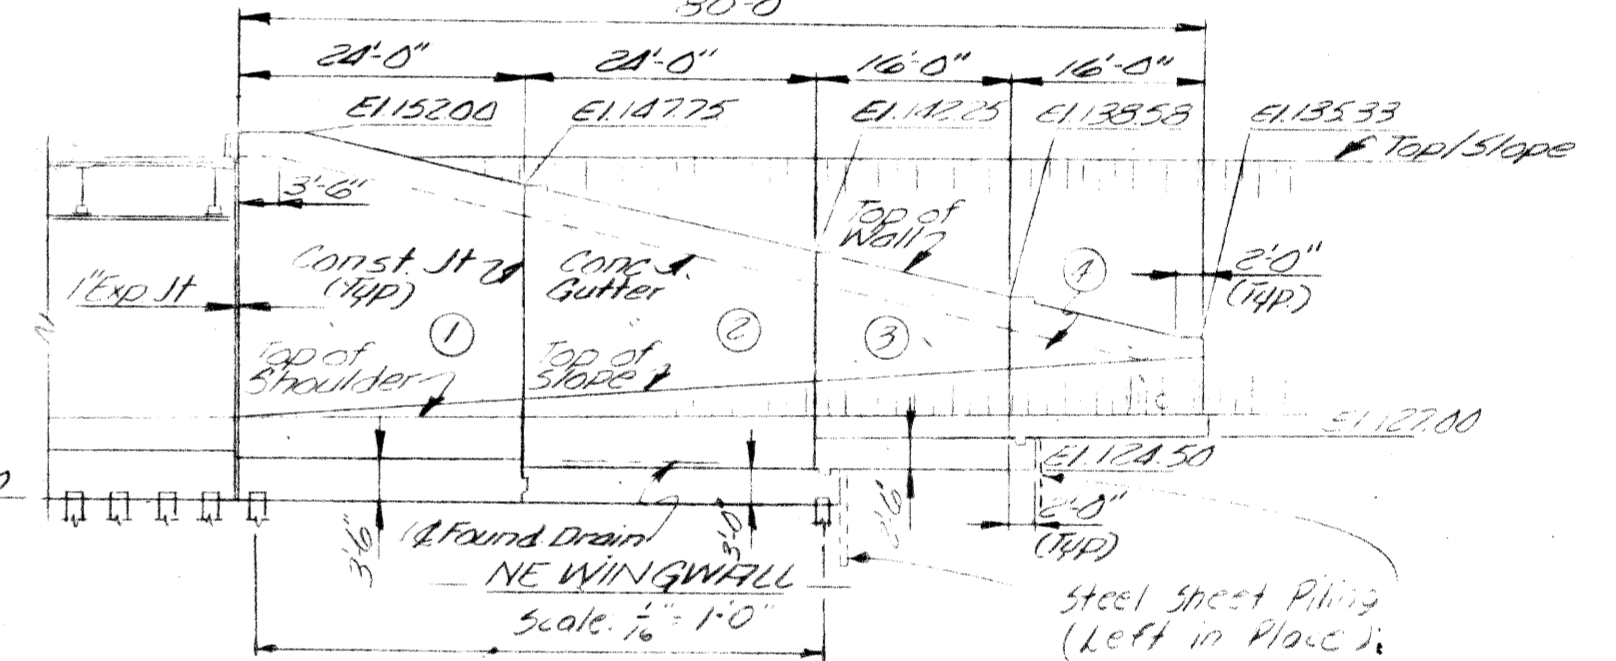 80'-0"
24'-0"
24'-0"
16'-0"
16'-0"
El.152.00
El.147.75
El.142.25
El.138.58
El.135.33
Top/Slope
3'-6"
Top of
Wall
Const. Jt
(Typ)
Conc
Gutter
1"Exp Jt
2'-0"
(Typ.)
1
2
3
4
Top of
Shoulder
Top of
Slope
El.127.00
El.124.50
3'-6"
Found. Drain
3'-0"
2'-6"
2'-0"
(Typ)
NE WINGWALL
Scale: 1/16" = 1'-0"
Steel Sheet Piling
(Left in Place).